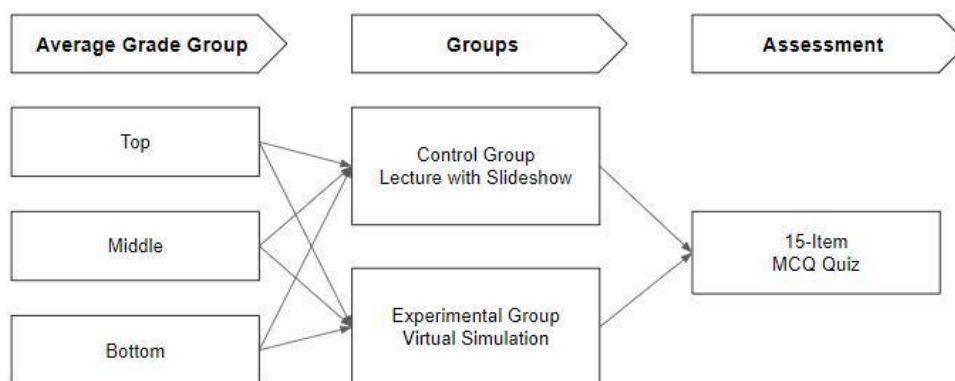 Average Grade Group
Groups
Assessment
Top
Middle
Bottom
Control Group
Lecture with Slideshow
Experimental Group
Virtual Simulation
15-Item
MCQ Quiz